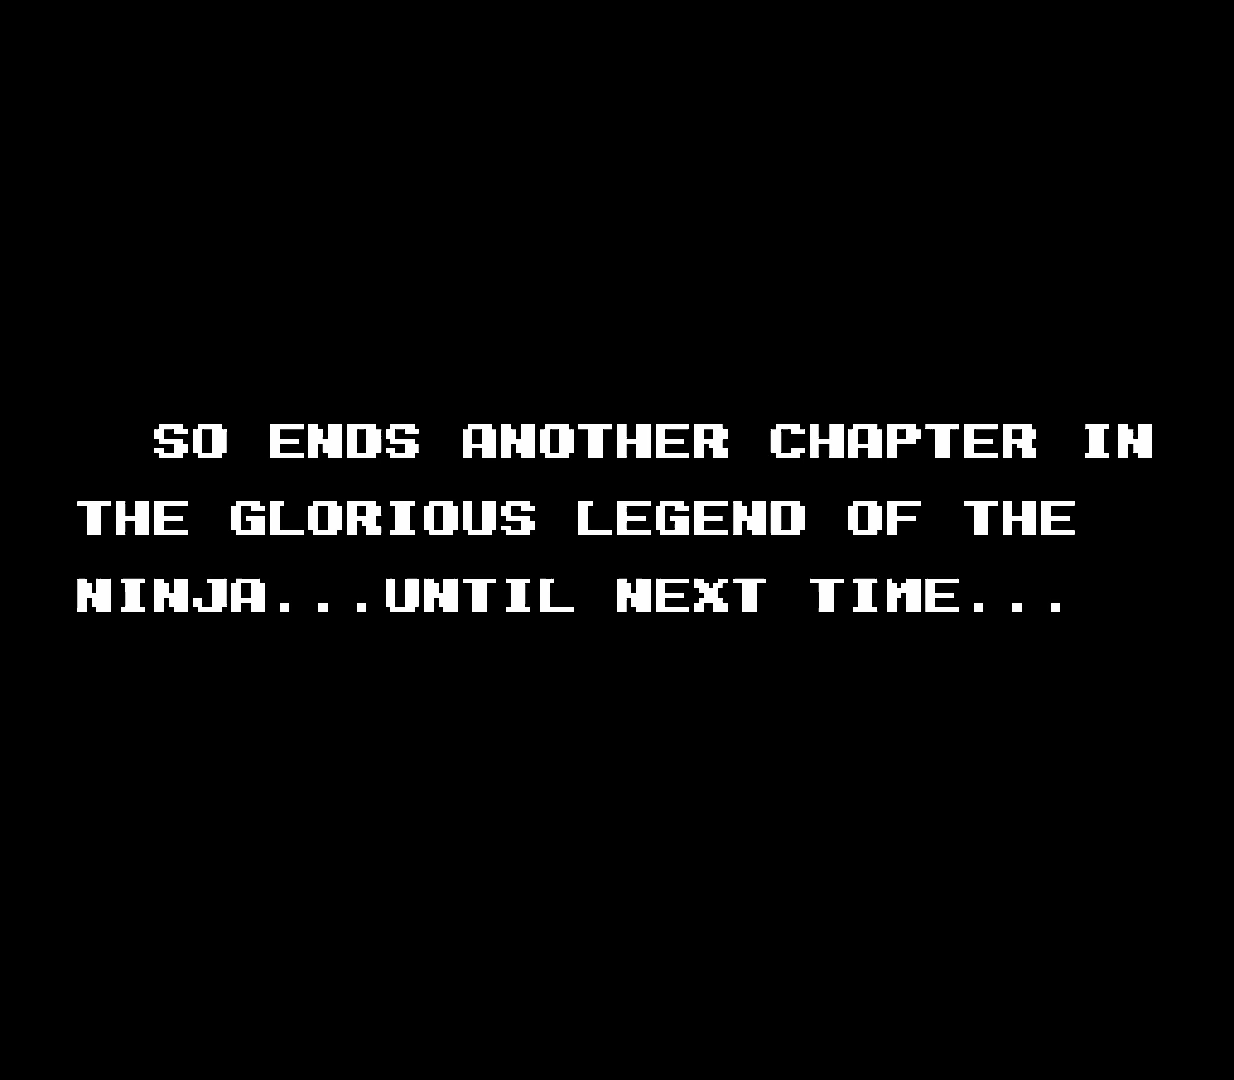 SO ENDS ANOTHER CHAPTER IN
THE GLORIOUS LEGEND OF THE
NINJA...UNTIL NEXT TIME...